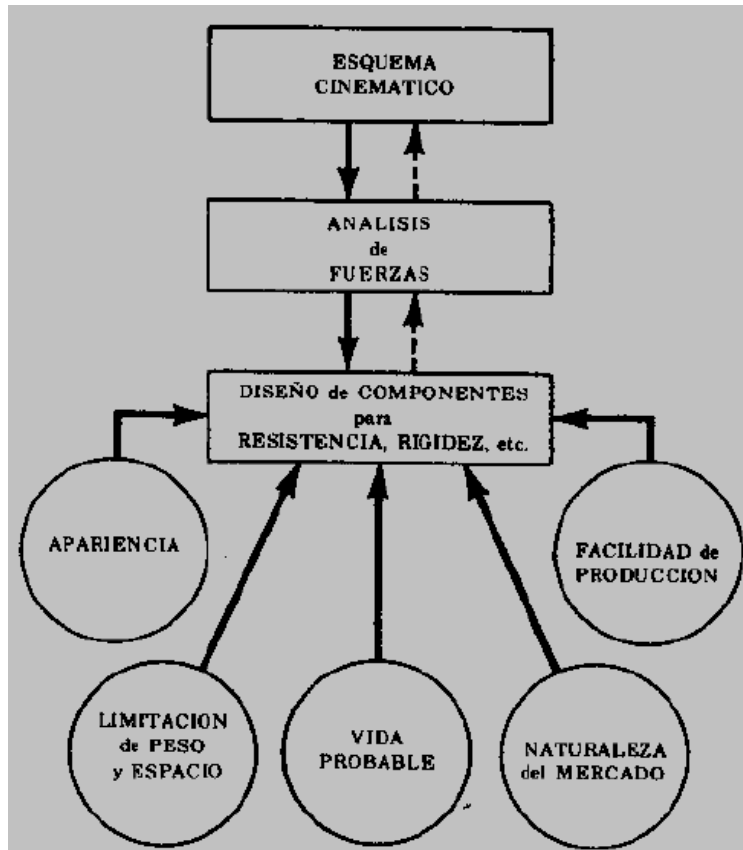 ESQUEMA
CINEMATICO
ANALISIS
de
FUERZAS
DISEÑO de COMPONENTES
para
RESISTENCIA, RIGIDEZ, etc.
APARIENCIA
FACILIDAD de
PRODUCCION
LIMITACION
de PESO
y ESPACIO
VIDA
PROBABLE
NATURALEZA
del MERCADO